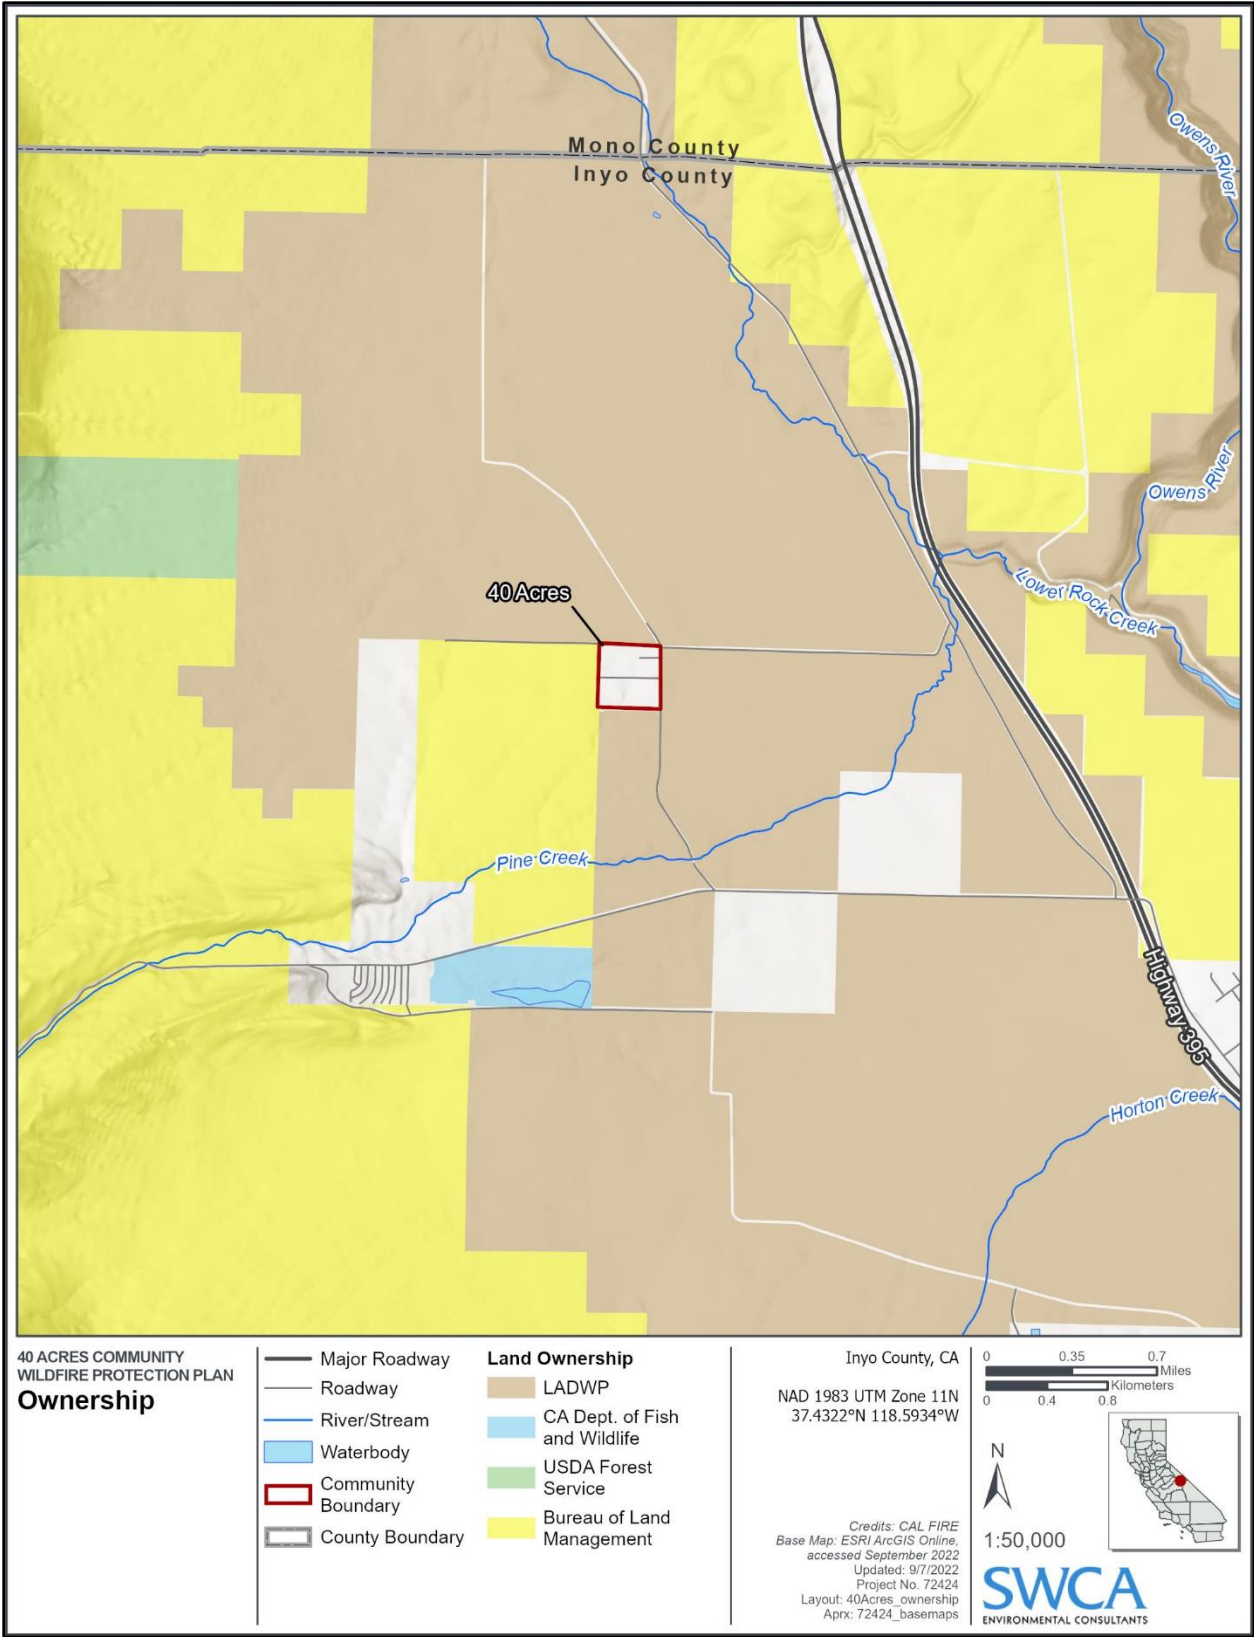 Owens River
Mono County
Inyo County
Owens River
40 Acres
Lower Rock Creek
Pine Creek
Highway 395
Horton Creek
40 ACRES COMMUNITY
WILDFIRE PROTECTION PLAN
Ownership
Major Roadway
Roadway
River/Stream
Waterbody
Community
Boundary
County Boundary
Land Ownership
LADWP
CA Dept. of Fish
and Wildlife
USDA Forest
Service
Bureau of Land
Management
Inyo County, CA
NAD 1983 UTM Zone 11N
37.4322°N 118.5934°W
Credits: CAL FIRE
Base Map: ESRI ArcGIS Online,
accessed September 2022
Updated: 9/7/2022
Project No. 72424
Layout: 40Acres_ownership
Aprx: 72424_basemaps
0 0.35 0.7
Miles
Kilometers
0 0.4 0.8
N
1:50,000
SWCA
ENVIRONMENTAL CONSULTANTS